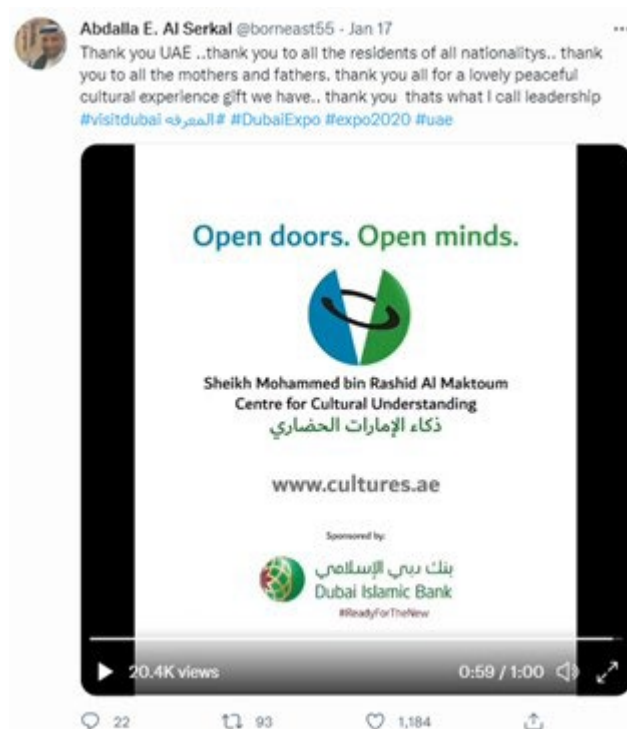 Abdalla E. Al Serkal @borneast55 · Jan 17
Thank you UAE ..thank you to all the residents of all nationalitys.. thank
you to all the mothers and fathers. thank you all for a lovely peaceful
cultural experience gift we have.. thank you thats what I call leadership
#visitdubai #المعرفه #DubaiExpo #expo2020 #uae
Open doors. Open minds.
Sheikh Mohammed bin Rashid Al Maktoum
Centre for Cultural Understanding
ذكاء الإمارات الحضاري
www.cultures.ae
Sponsored by:
بنك دبي الإسلامي
Dubai Islamic Bank
#ReadyForTheNew
20.4K views 0:59 / 1:00
22 93 1,184